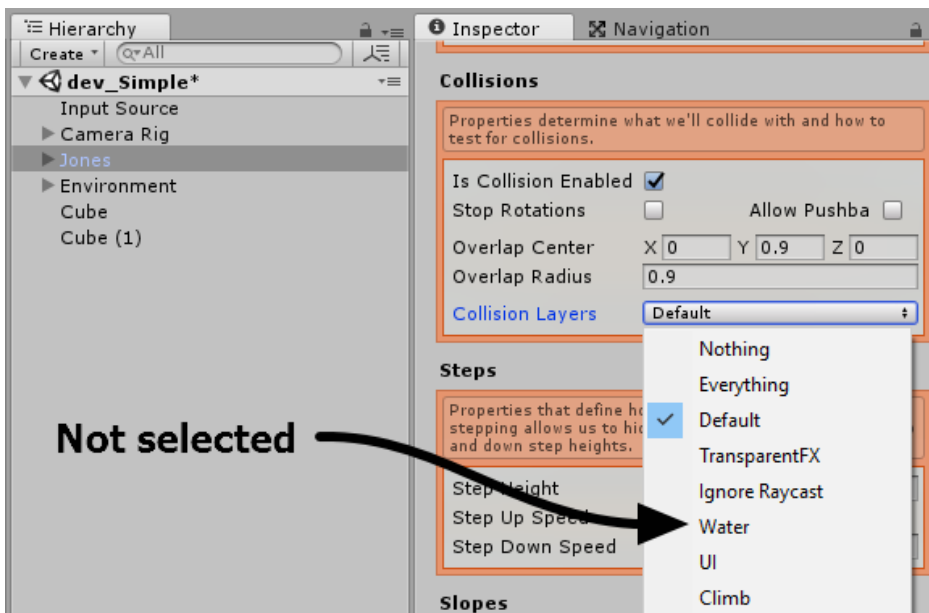 Hierarchy
Create
All
dev_Simple*
Input Source
Camera Rig
Jones
Environment
Cube
Cube (1)
Not selected
Inspector
Navigation
Collisions
Properties determine what we'll collide with and how to
test for collisions.
Is Collision Enabled
Stop Rotations
Allow Pushba
Overlap Center X 0 Y 0.9 Z 0
Overlap Radius 0.9
Collision Layers Default
Nothing
Everything
Default
TransparentFX
Ignore Raycast
Water
UI
Climb
Steps
Properties that define
stepping allows us to
and down step heights.
Step Height
Step Up Speed
Step Down Speed
Slopes